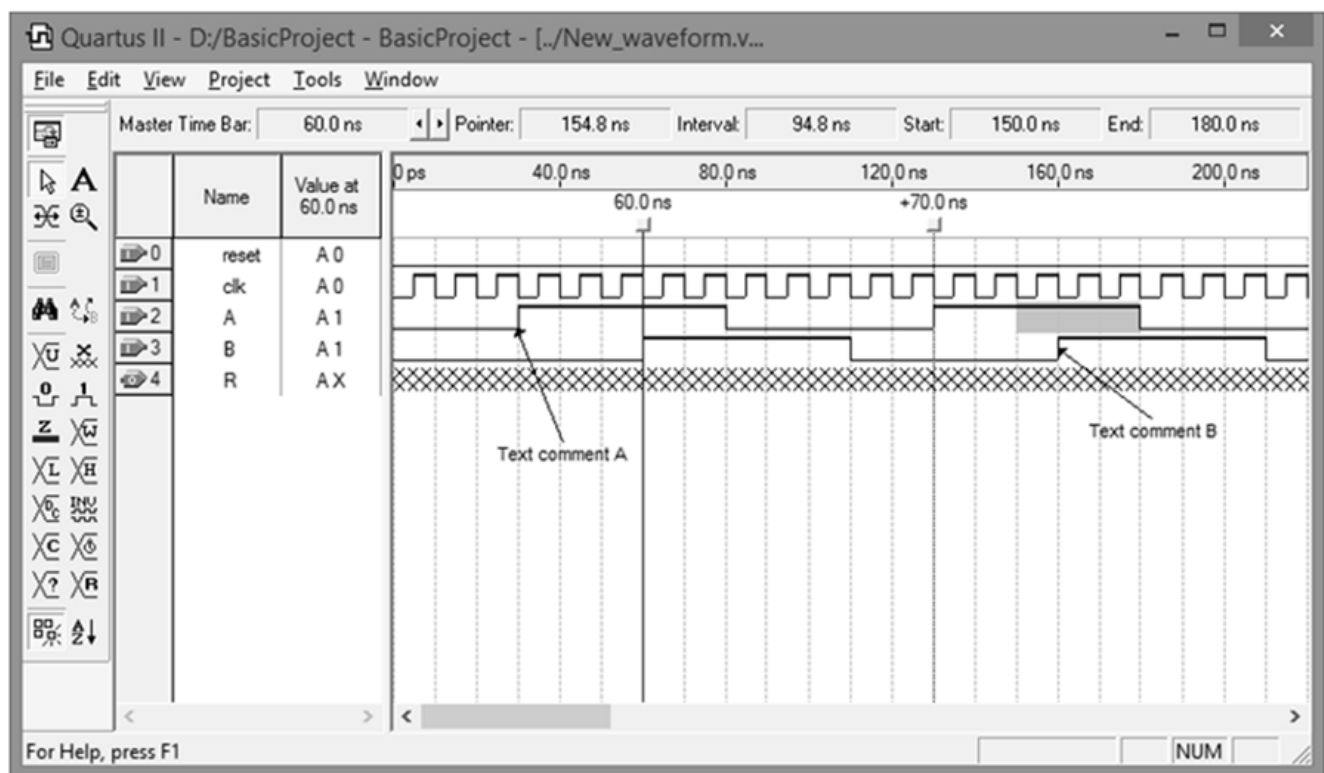 Quartus II - D:/BasicProject - BasicProject - [../New_waveform.v...
File Edit View Project Tools Window
Master Time Bar: 60.0 ns Pointer: 154.8 ns Interval: 94.8 ns Start: 150.0 ns End: 180.0 ns
Name Value at 60.0 ns
0 ps 40.0 ns 80.0 ns 120.0 ns 160.0 ns 200.0 ns
60.0 ns +70.0 ns
0 reset A 0
1 clk A 0
2 A A 1
3 B A 1
4 R A X
Text comment A
Text comment B
For Help, press F1 NUM